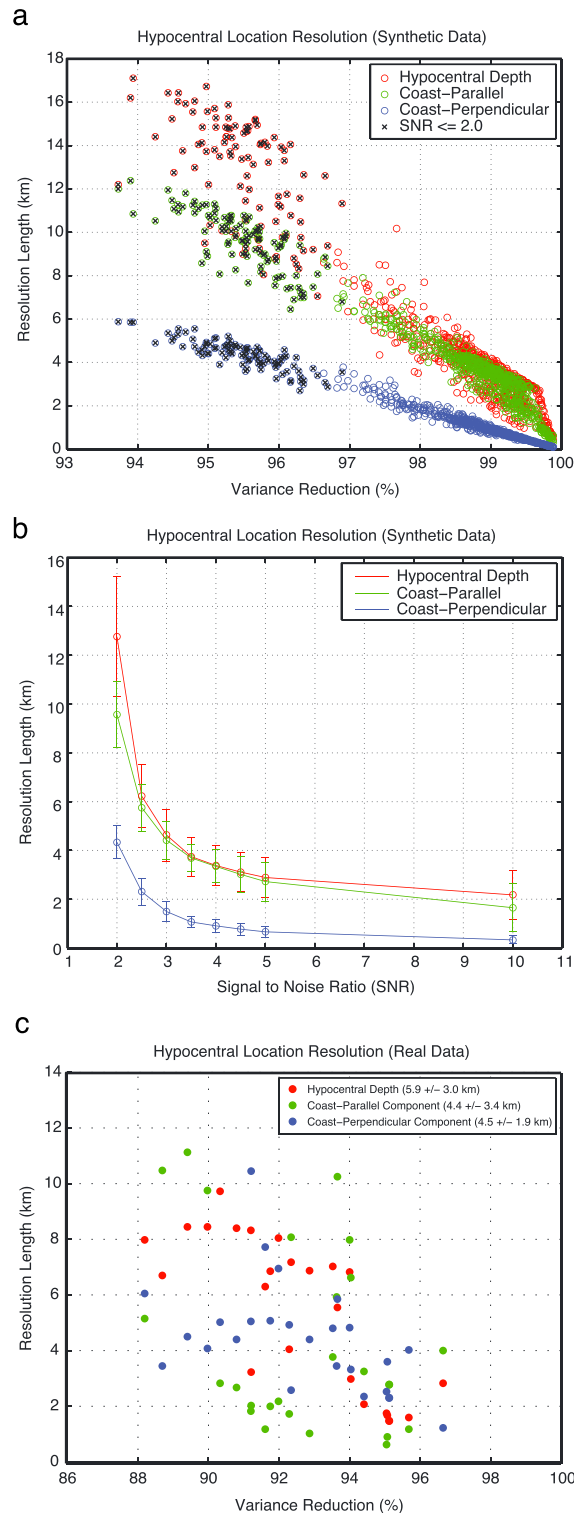 a
Hypocentral Location Resolution (Synthetic Data)
18
16
14
12
10
8
6
4
2
0
Resolution Length (km)
Hypocentral Depth
Coast-Parallel
Coast-Perpendicular
SNR <= 2.0
93 94 95 96 97 98 99 100
Variance Reduction (%)
b
Hypocentral Location Resolution (Synthetic Data)
16
14
12
10
8
6
4
2
0
Resolution Length (km)
Hypocentral Depth
Coast-Parallel
Coast-Perpendicular
1 2 3 4 5 6 7 8 9 10 11
Signal to Noise Ratio (SNR)
c
Hypocentral Location Resolution (Real Data)
14
12
10
8
6
4
2
0
Resolution Length (km)
Hypocentral Depth (5.9 +/- 3.0 km)
Coast-Parallel Component (4.4 +/- 3.4 km)
Coast-Perpendicular Component (4.5 +/- 1.9 km)
86 88 90 92 94 96 98 100
Variance Reduction (%)